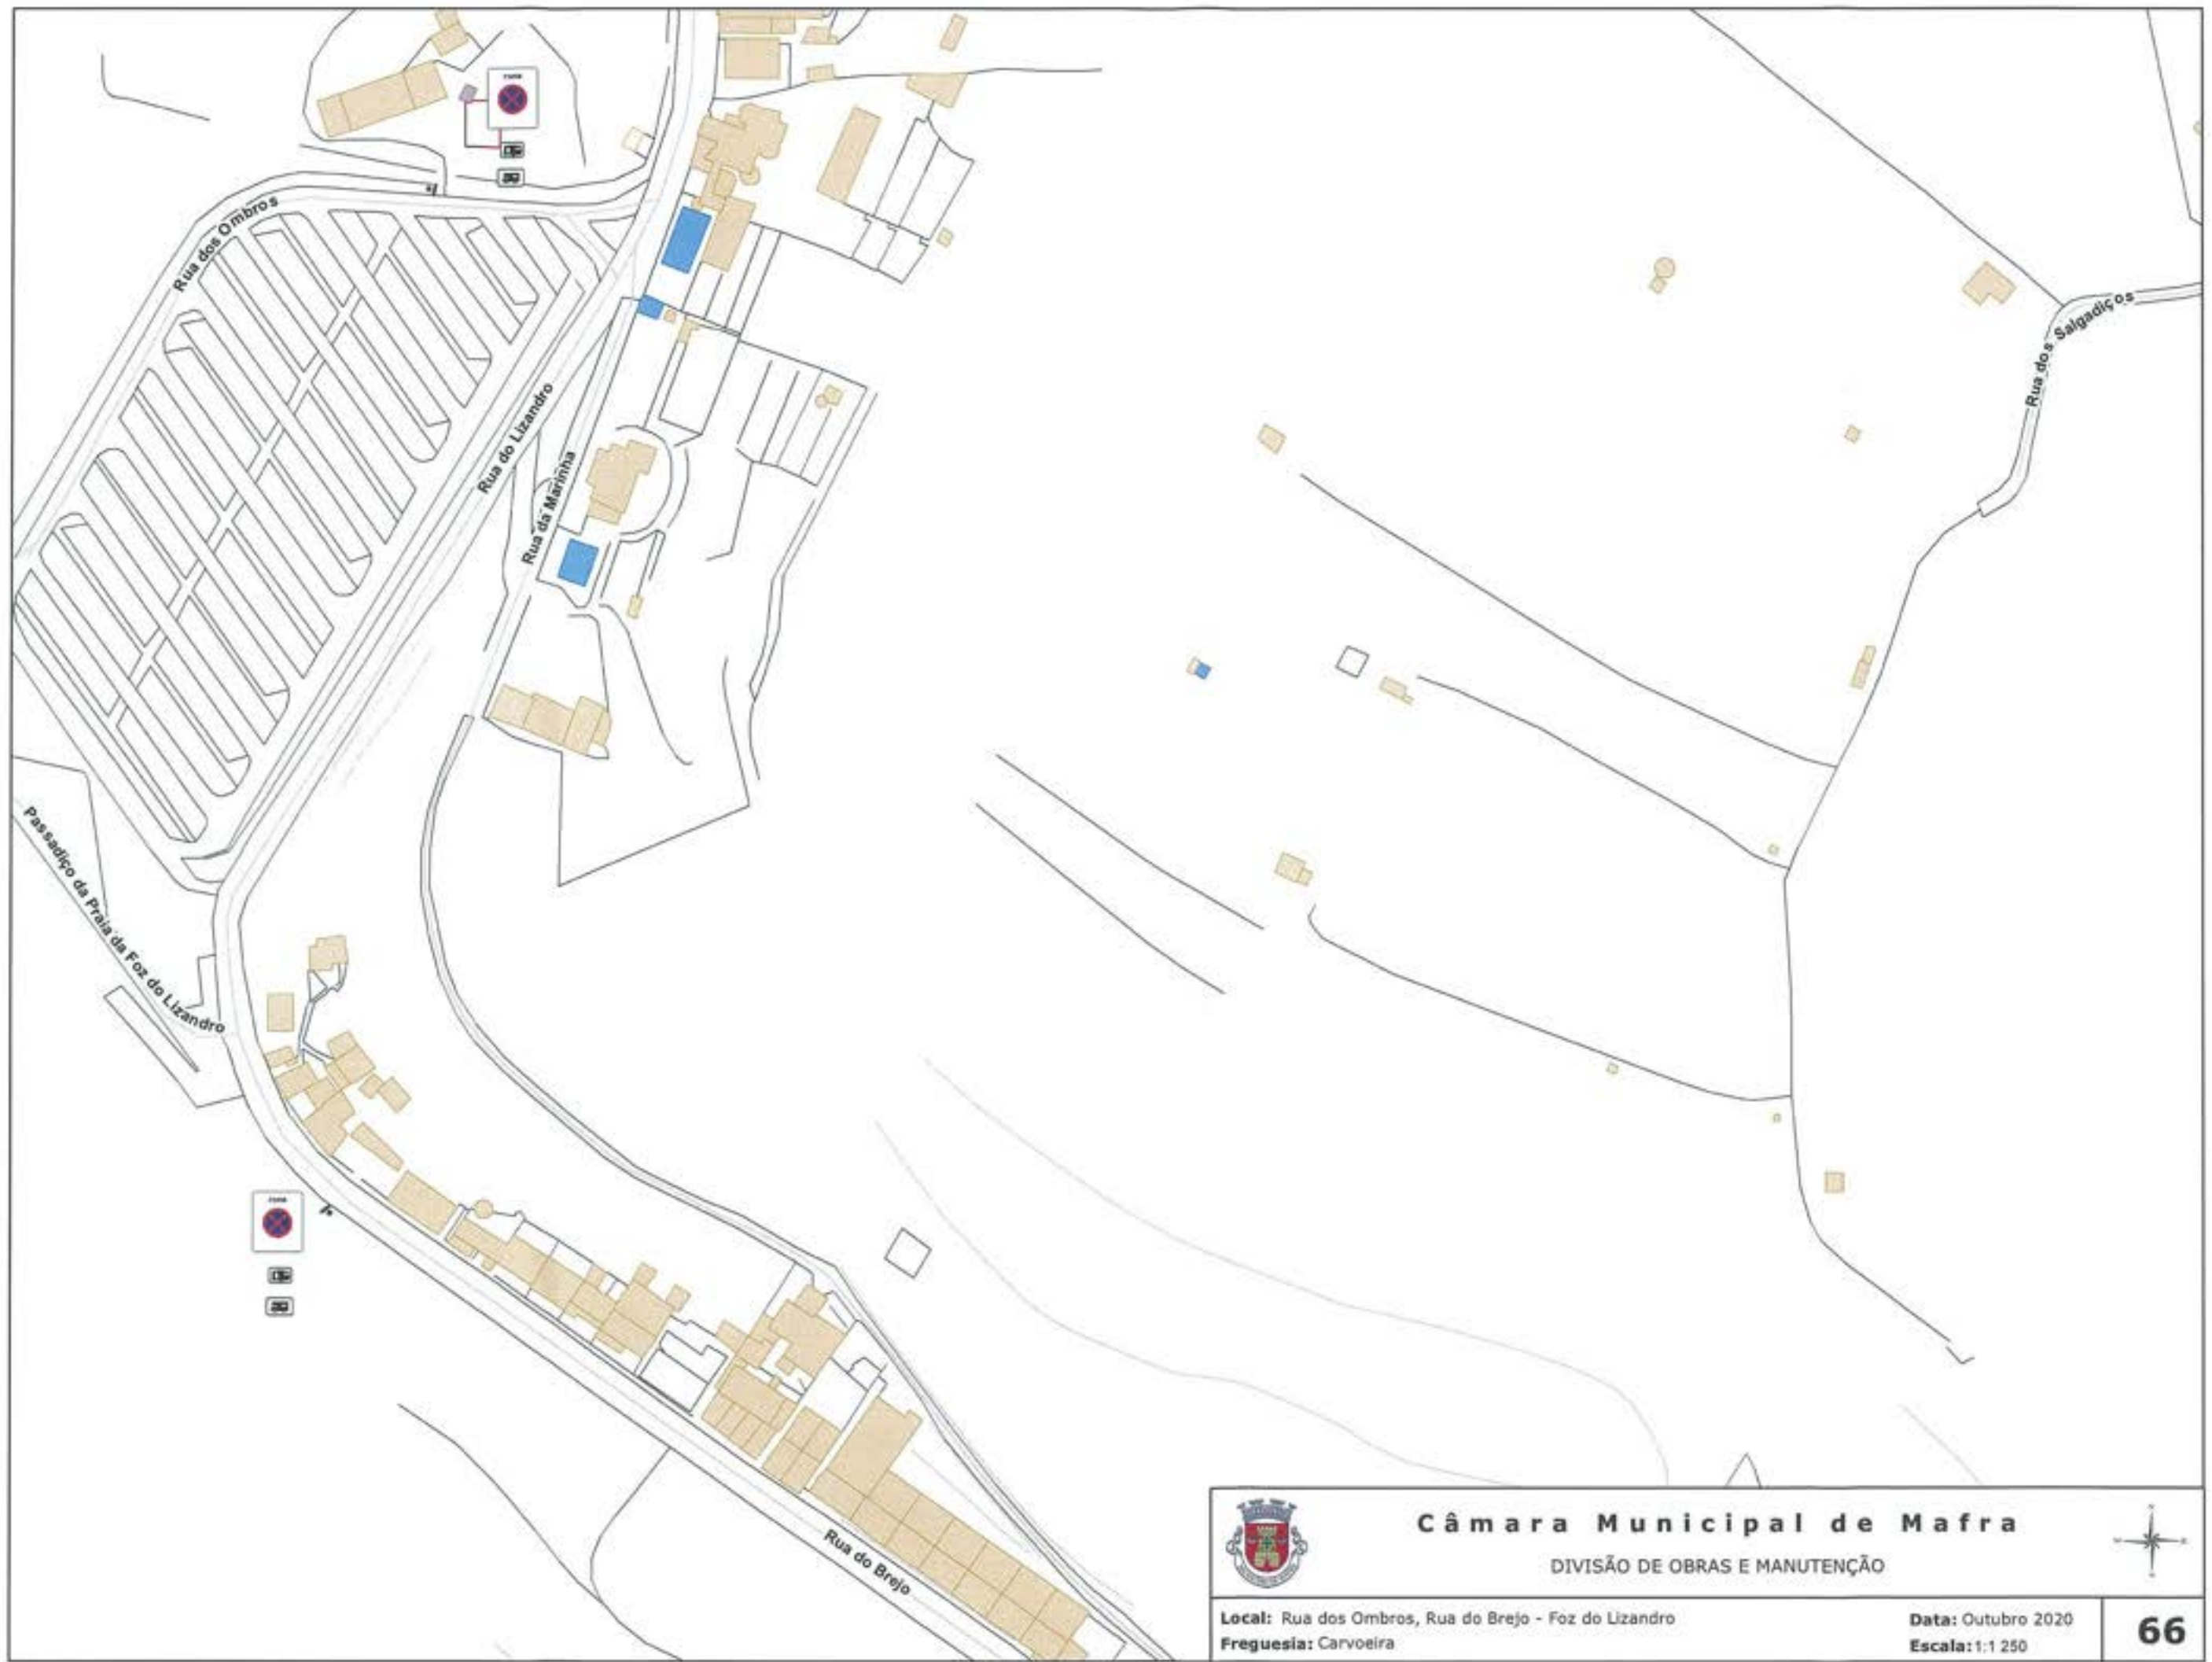 ZONA
Rua dos Ombros
Rua dos Salgadiços
Rua do Lizandro
Rua da Marinha
Passadiço da Praia da Foz do Lizandro
ZONA
Rua do Brejo
Câmara Municipal de Mafra
DIVISÃO DE OBRAS E MANUTENÇÃO
Local: Rua dos Ombros, Rua do Brejo - Foz do Lizandro
Freguesia: Carvoeira
Data: Outubro 2020
Escala:1:1 250
66